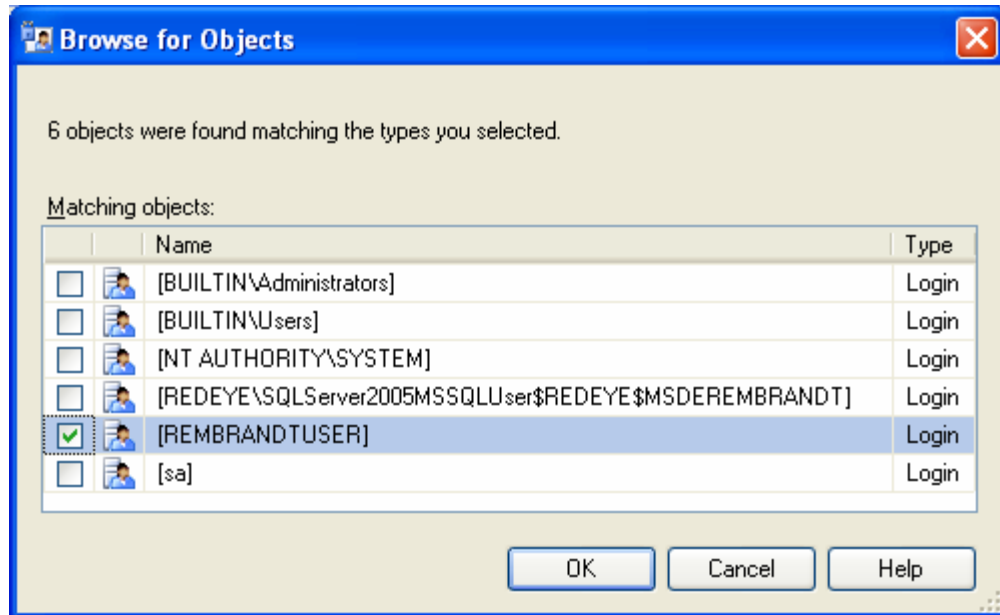 Browse for Objects
6 objects were found matching the types you selected.
Matching objects:
Name Type
[BUILTIN\Administrators] Login
[BUILTIN\Users] Login
[NT AUTHORITY\SYSTEM] Login
[REDEYE\SQLServer2005MSSQLUser$REDEYE$MSDEREMBRANDT] Login
[REMBRANDTUSER] Login
[sa] Login
OK Cancel Help